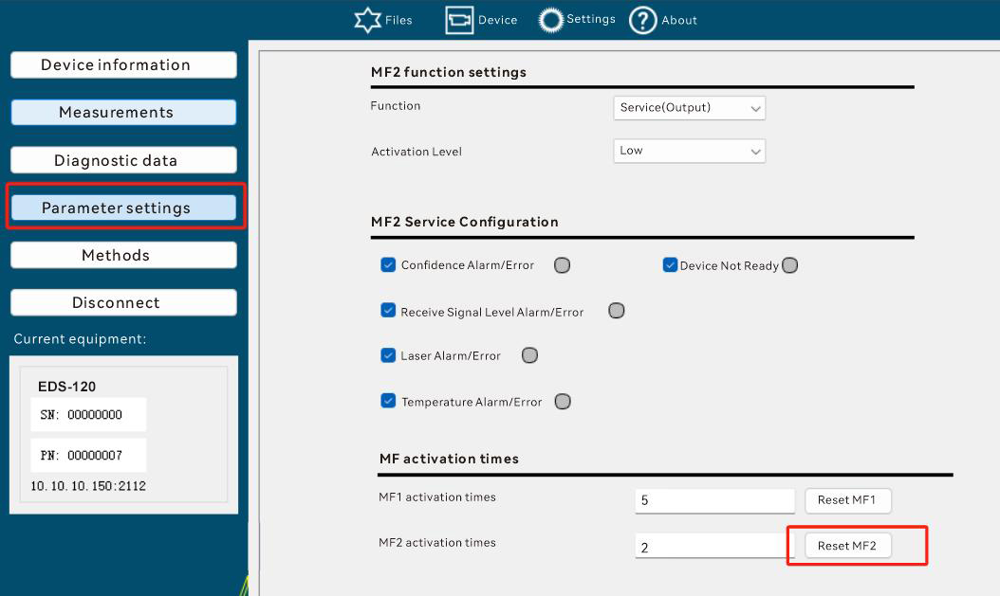 Files Device Settings ? About
Device information
Measurements
Diagnostic data
Parameter settings
Methods
Disconnect
Current equipment:
EDS-120
SN: 00000000
PN: 00000007
10.10.10.150:2112
MF2 function settings
Function Service(Output)
Activation Level Low
MF2 Service Configuration
Confidence Alarm/Error Device Not Ready
Receive Signal Level Alarm/Error
Laser Alarm/Error
Temperature Alarm/Error
MF activation times
MF1 activation times 5 Reset MF1
MF2 activation times 2 Reset MF2